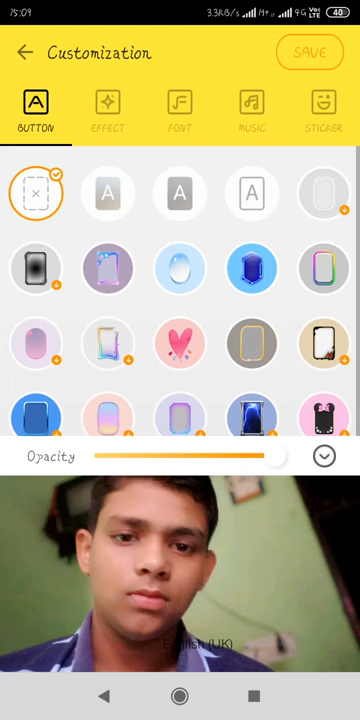 15:09 3.3KB/s H+ 4G Vo LTE 40
Customization SAVE
BUTTON EFFECT FONT MUSIC STICKER
A A A
Opacity
English (UK)